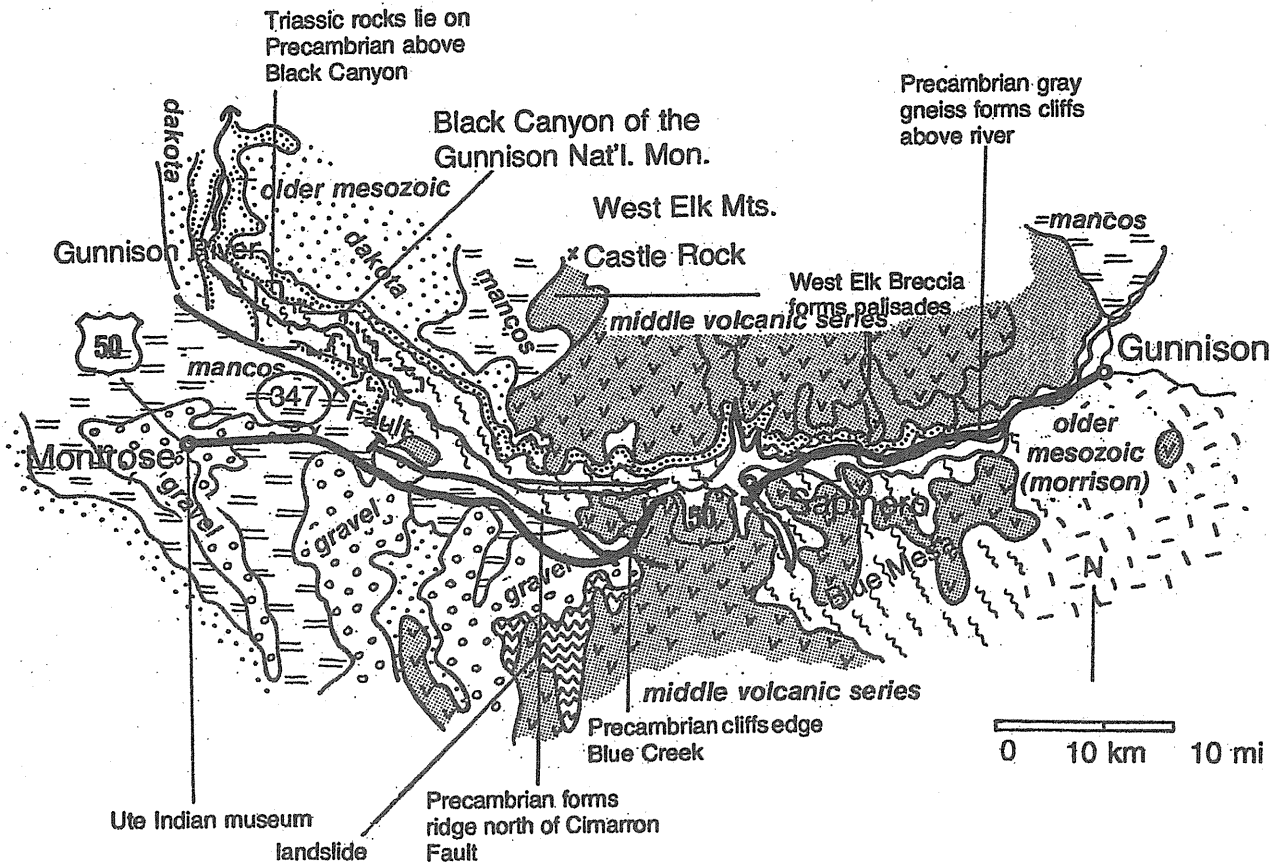 Triassic rocks lie on
Precambrian above
Black Canyon
Precambrian gray
gneiss forms cliffs
above river
dakota
Black Canyon of the
Gunnison Nat'l. Mon.
older mesozoic
West Elk Mts.
=mancos
Gunnison River
dakota
Castle Rock
mancos
West Elk Breccia
forms palisades
middle volcanic series
50
Gunnison
mancos
347
Fault
older
mesozoic
(morrison)
Montrose
gravel
gravel
50
Sapinero
gravel
Blue Mesa
N
middle volcanic series
Precambrian cliffs edge
Blue Creek
0 10 km 10 mi
Ute Indian museum
landslide
Precambrian forms
ridge north of Cimarron
Fault